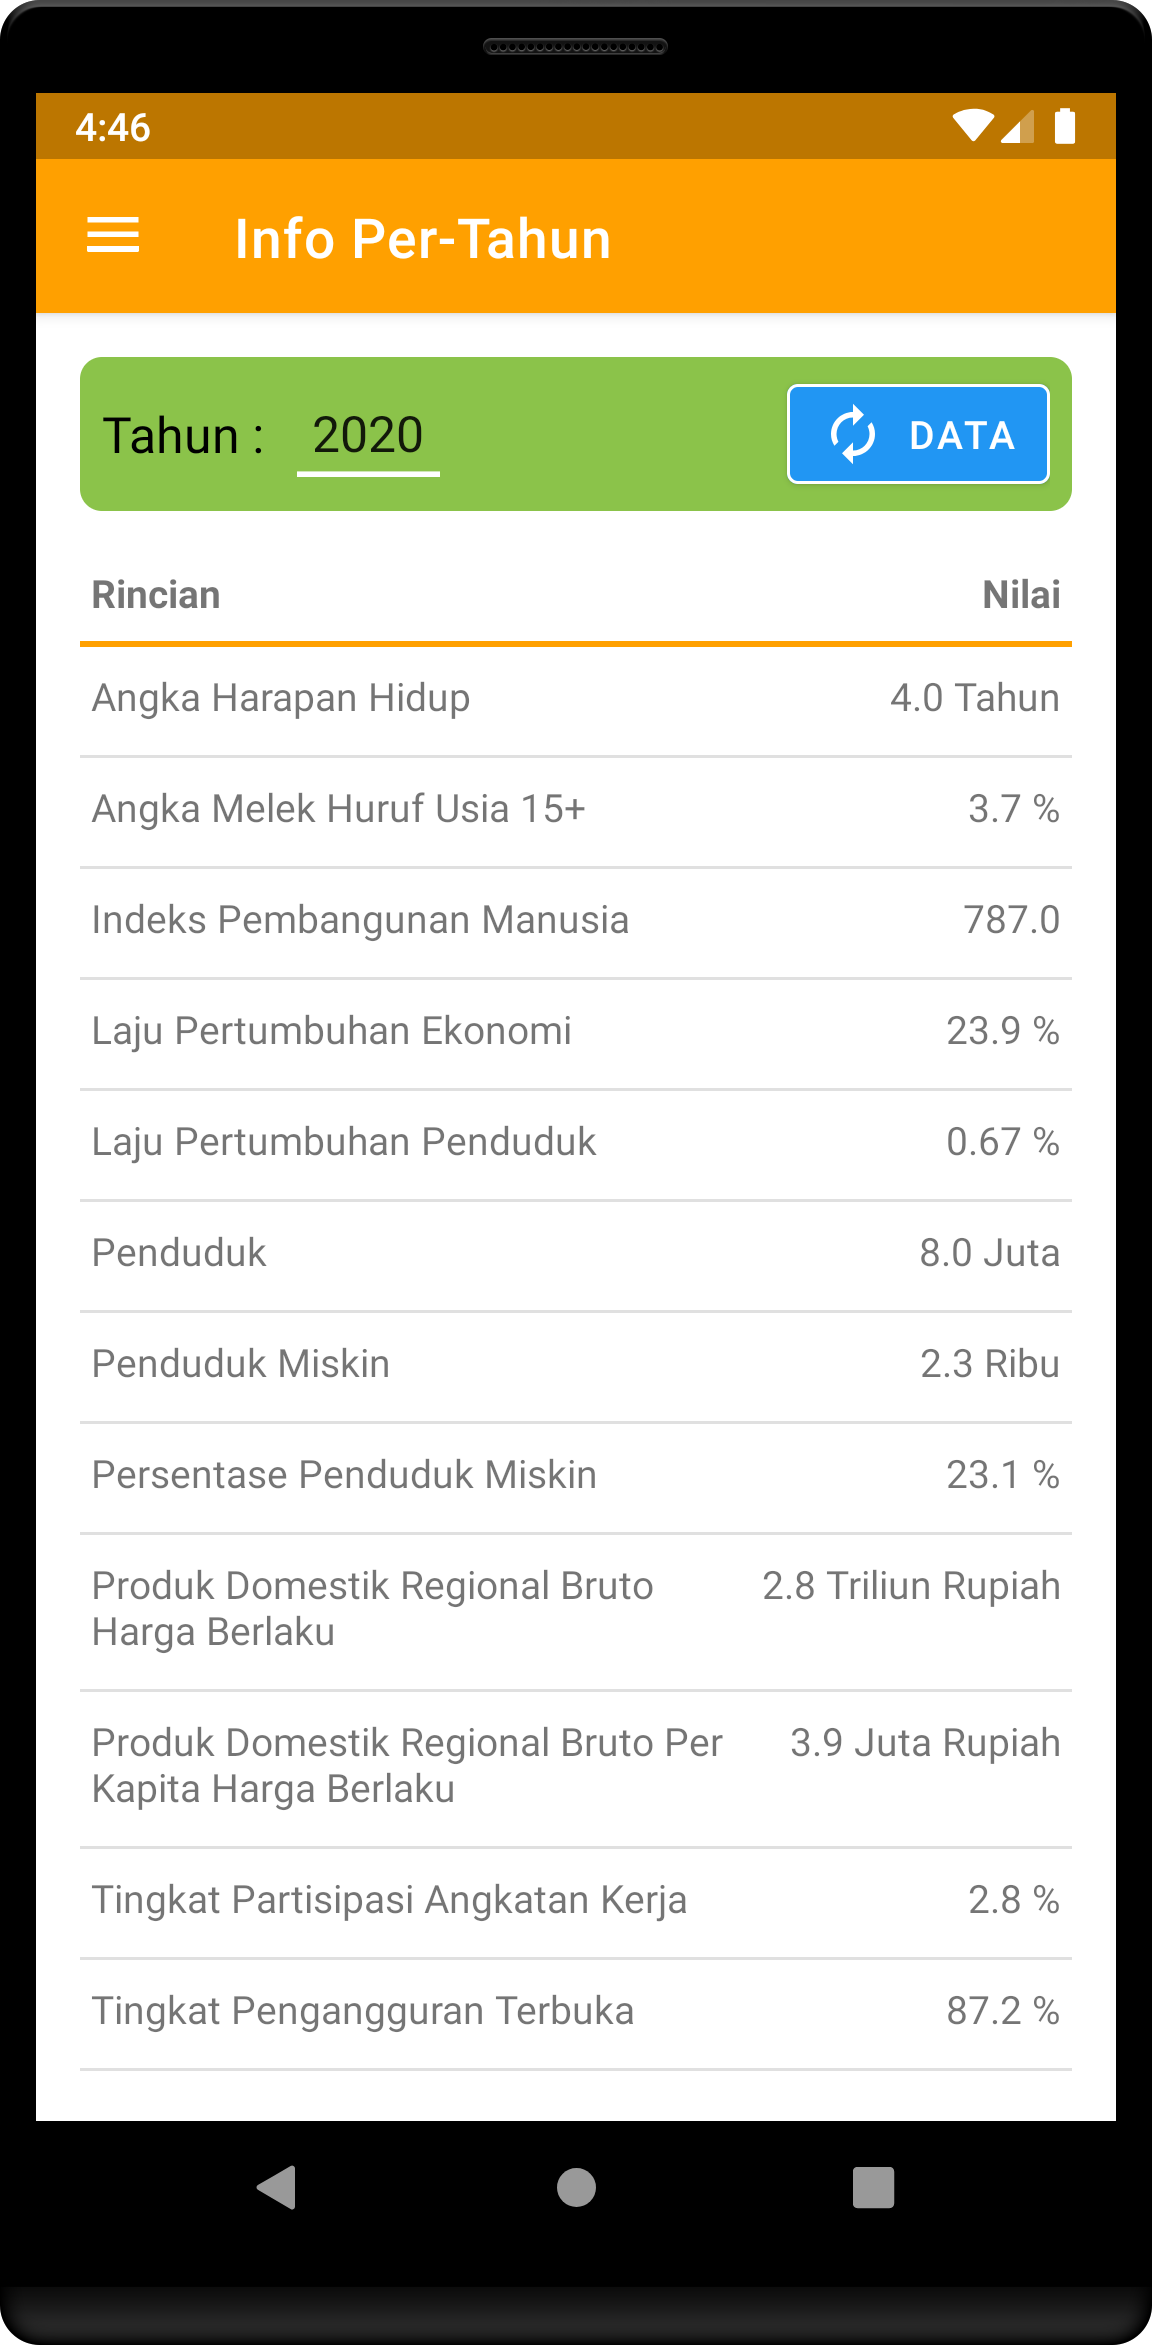 4:46
Info Per-Tahun
Tahun : 2020 DATA
Rincian Nilai
Angka Harapan Hidup 4.0 Tahun
Angka Melek Huruf Usia 15+ 3.7 %
Indeks Pembangunan Manusia 787.0
Laju Pertumbuhan Ekonomi 23.9 %
Laju Pertumbuhan Penduduk 0.67 %
Penduduk 8.0 Juta
Penduduk Miskin 2.3 Ribu
Persentase Penduduk Miskin 23.1 %
Produk Domestik Regional Bruto 2.8 Triliun Rupiah
Harga Berlaku
Produk Domestik Regional Bruto Per 3.9 Juta Rupiah
Kapita Harga Berlaku
Tingkat Partisipasi Angkatan Kerja 2.8 %
Tingkat Pengangguran Terbuka 87.2 %